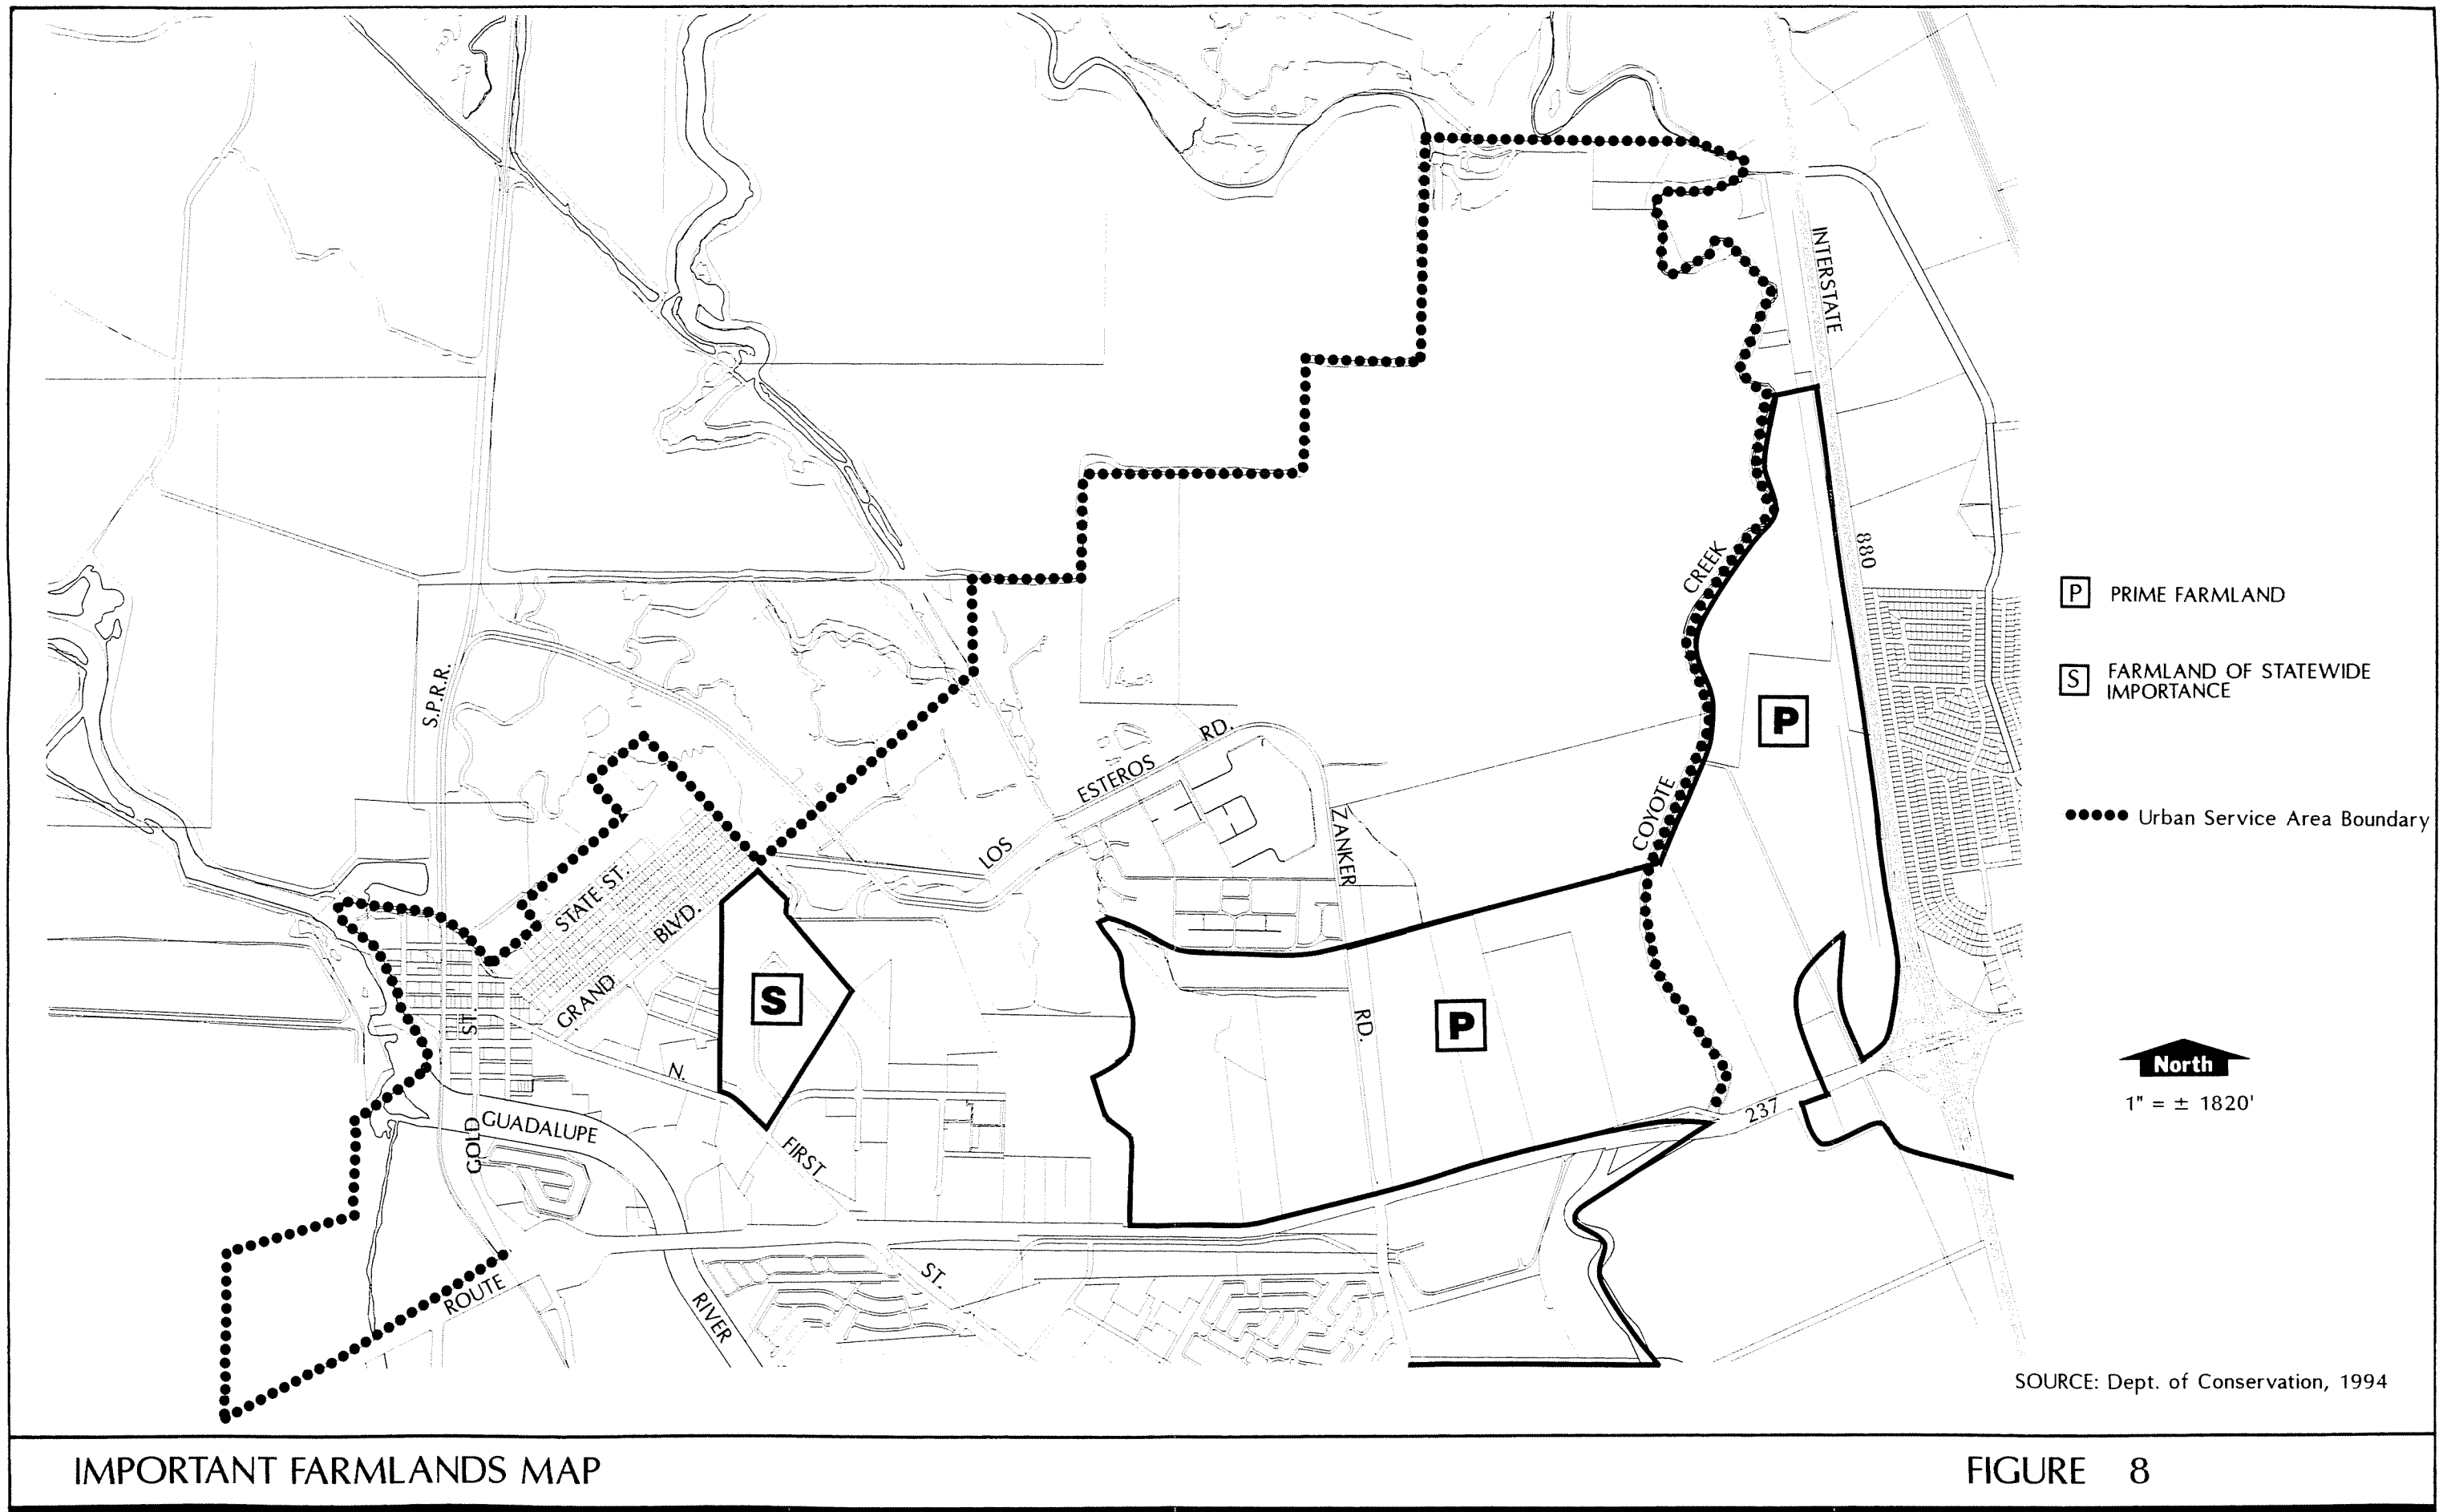 INTERSTATE
880
CREEK
COYOTE
P
S.P.R.R.
LOS
ESTEROS
RD.
ZANKER
RD.
STATE ST.
GRAND
BLVD.
S
P
N.
FIRST
ST.
GOLD
ST.
GUADALUPE
RIVER
237
ROUTE
P PRIME FARMLAND
S FARMLAND OF STATEWIDE
IMPORTANCE
Urban Service Area Boundary
North
1" = ± 1820'
SOURCE: Dept. of Conservation, 1994
IMPORTANT FARMLANDS MAP
FIGURE 8